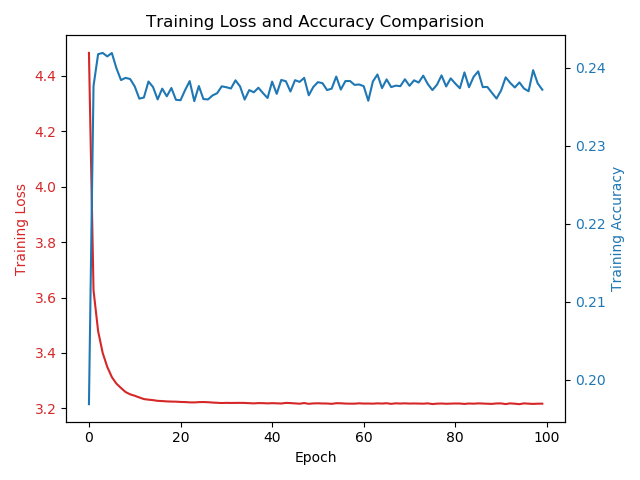 Training Loss and Accuracy Comparision
Training Loss
4.4
4.2
4.0
3.8
3.6
3.4
3.2
0.24
0.23
0.22
0.21
0.20
Training Accuracy
0 20 40 60 80 100
Epoch